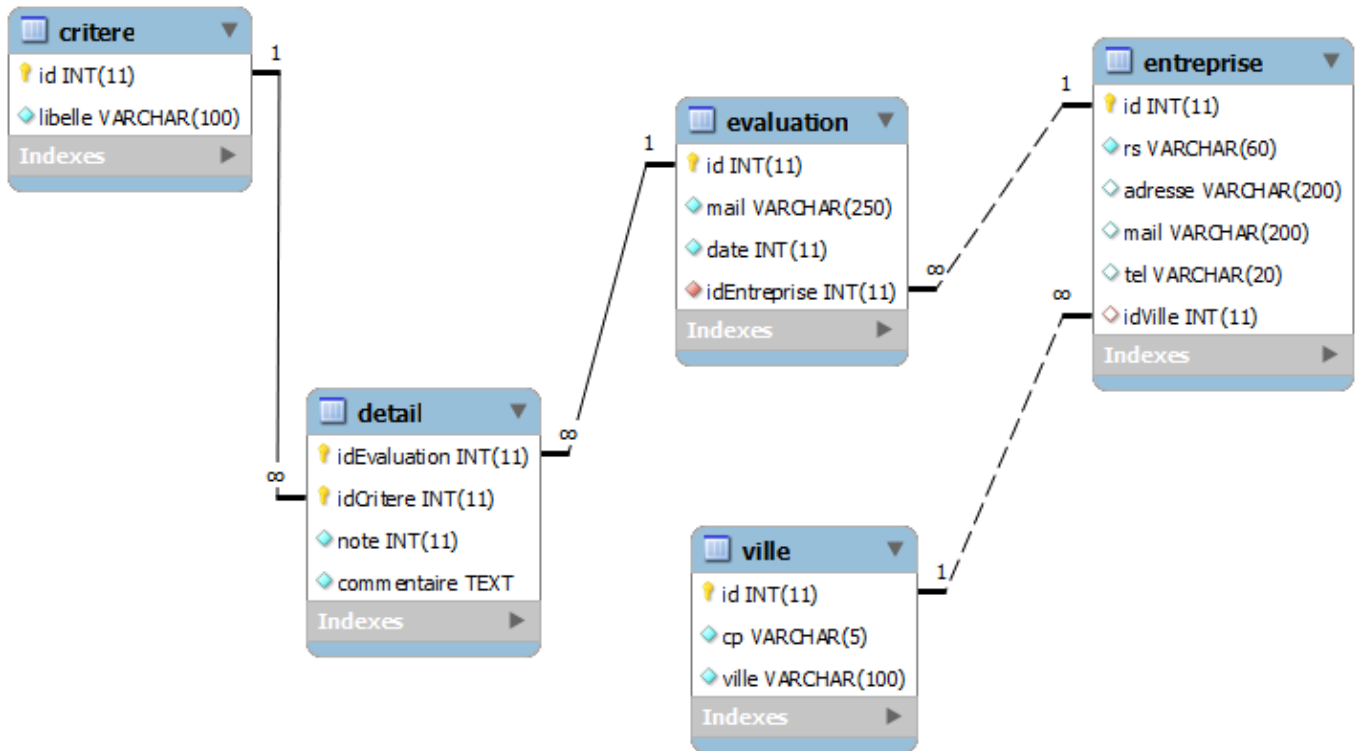 critere
id INT(11)
libelle VARCHAR(100)
Indexes
1
∞
detail
idEvaluation INT(11)
idCritere INT(11)
note INT(11)
commentaire TEXT
Indexes
∞
1
evaluation
id INT(11)
mail VARCHAR(250)
date INT(11)
idEntreprise INT(11)
Indexes
∞
1
entreprise
id INT(11)
rs VARCHAR(60)
adresse VARCHAR(200)
mail VARCHAR(200)
tel VARCHAR(20)
idVille INT(11)
Indexes
∞
1
ville
id INT(11)
cp VARCHAR(5)
ville VARCHAR(100)
Indexes